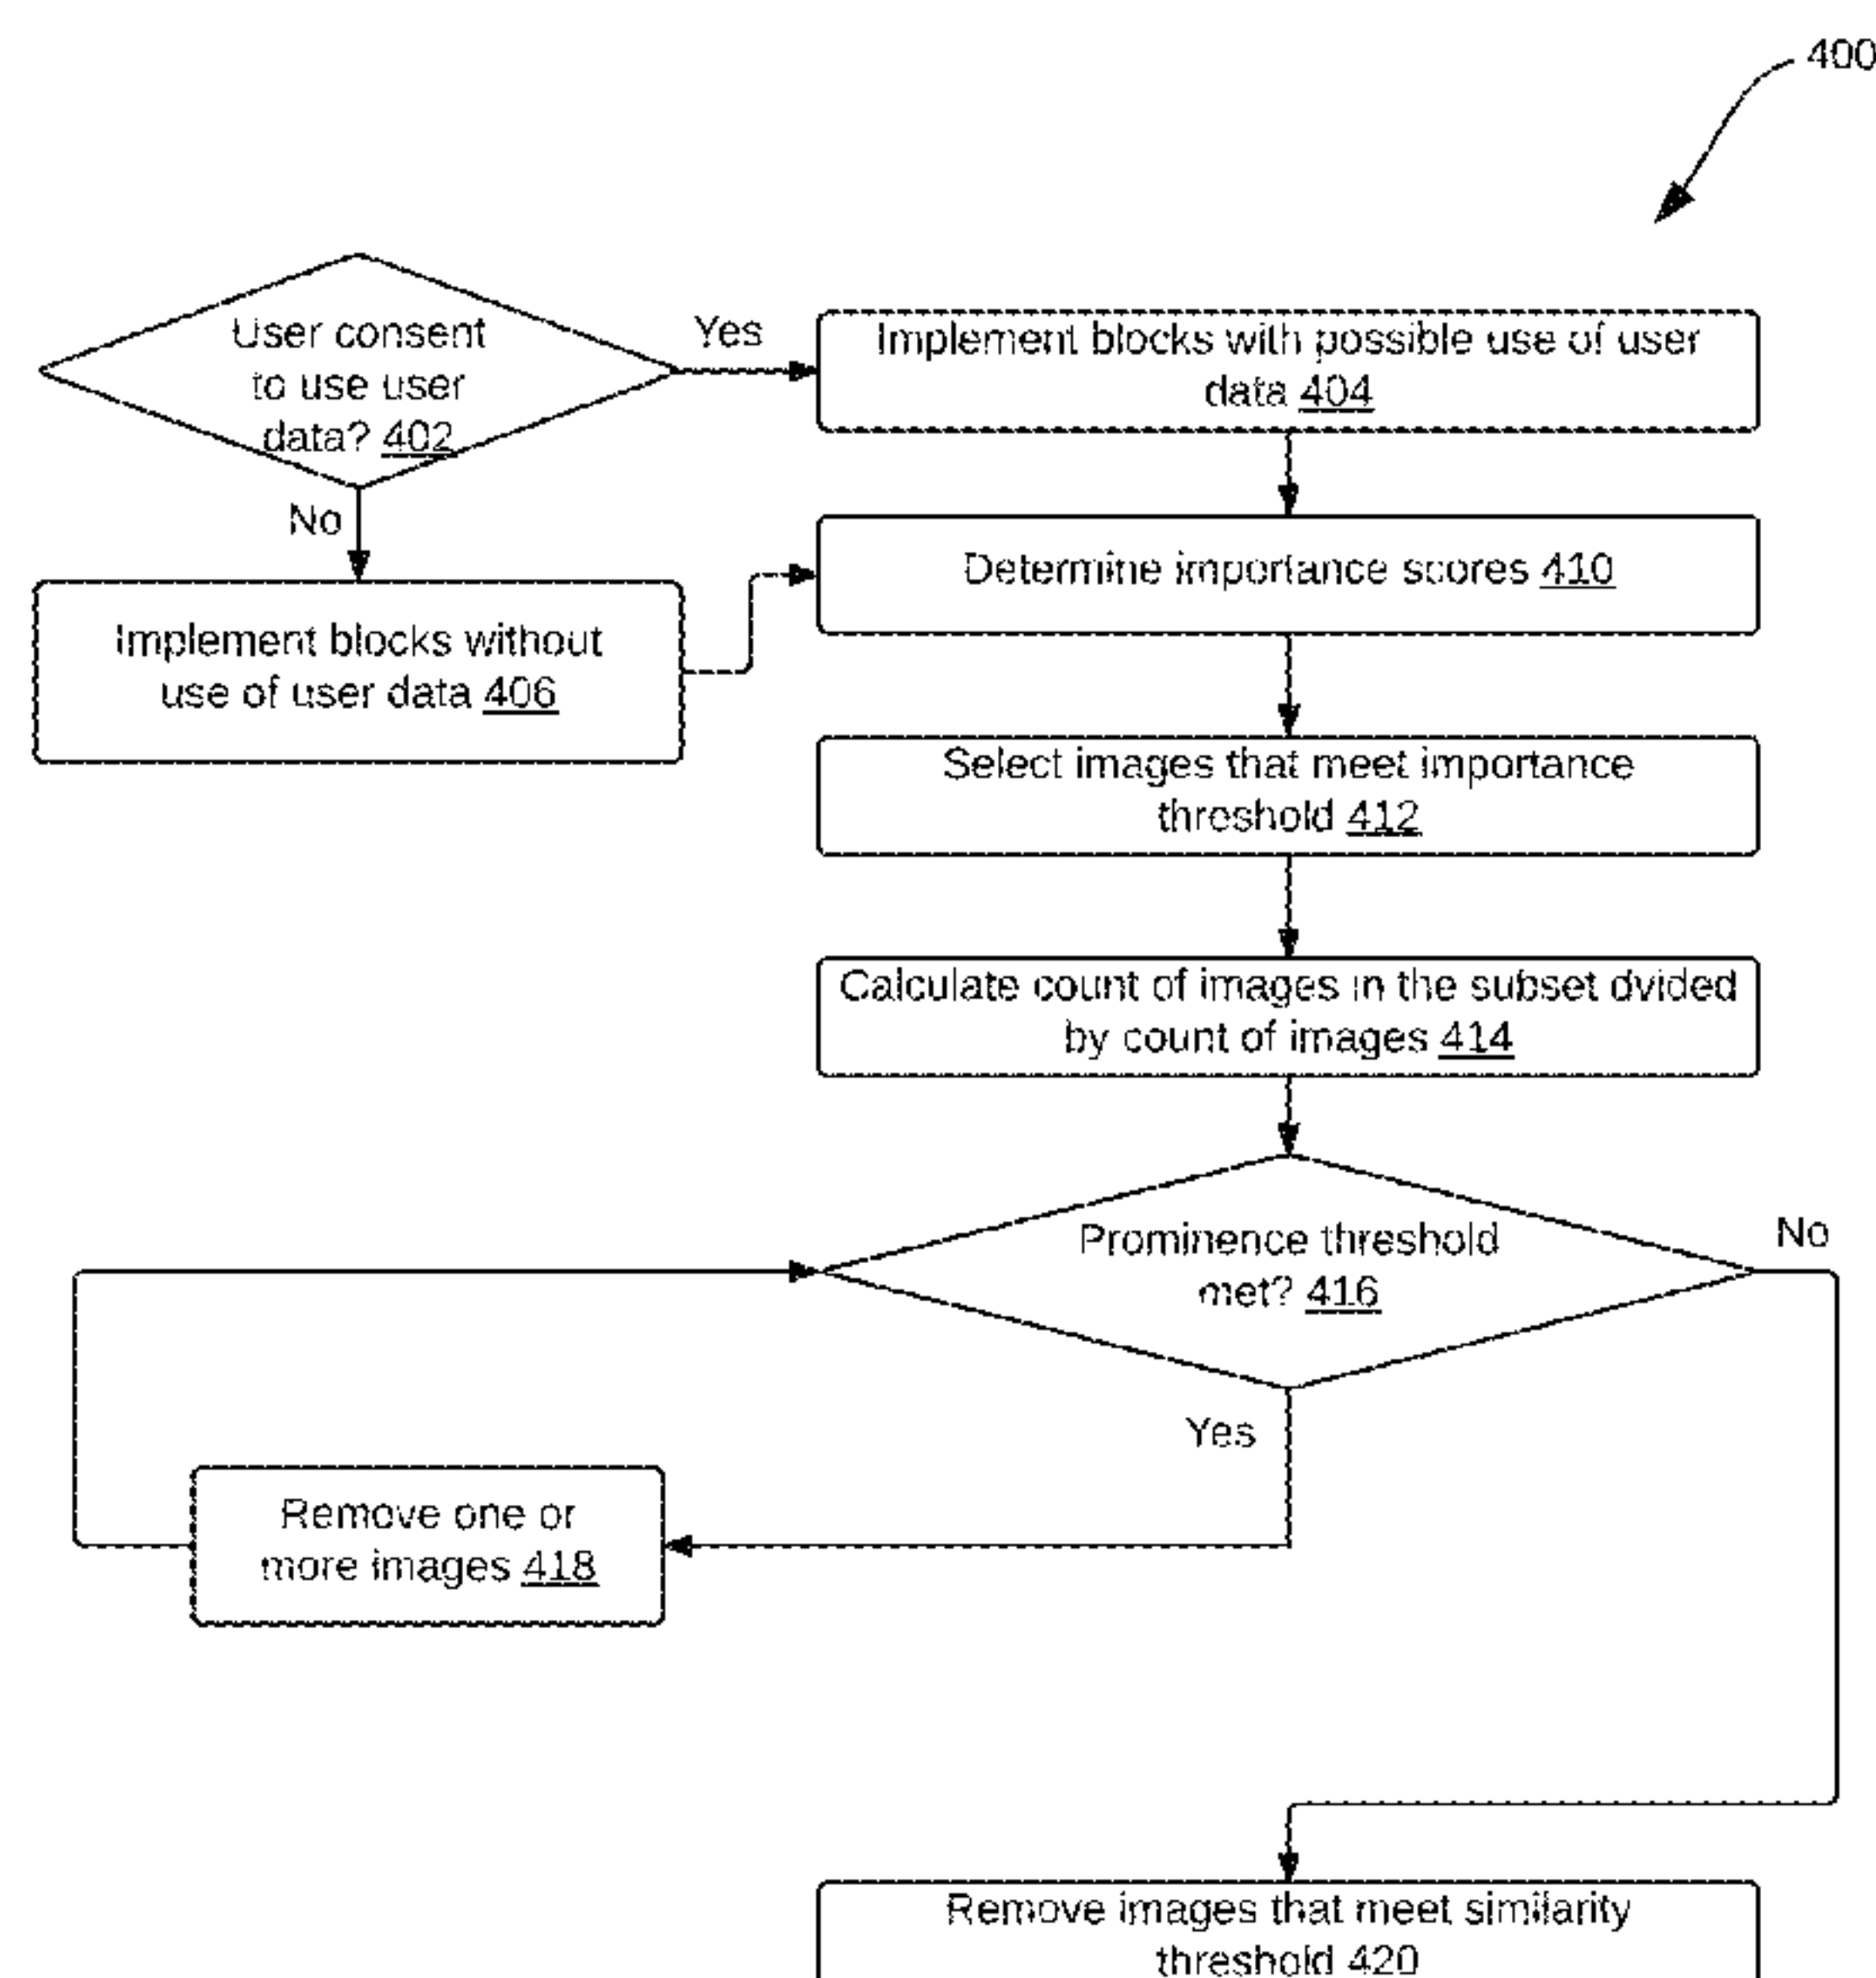 400
User consent
to use user
data? 402
Yes
No
Implement blocks with possible use of user
data 404
Implement blocks without
use of user data 406
Determine importance scores 410
Select images that meet importance
threshold 412
Calculate count of images in the subset dvided
by count of images 414
Prominence threshold
met? 416
No
Yes
Remove one or
more images 418
Remove images that meet similarity
threshold 420